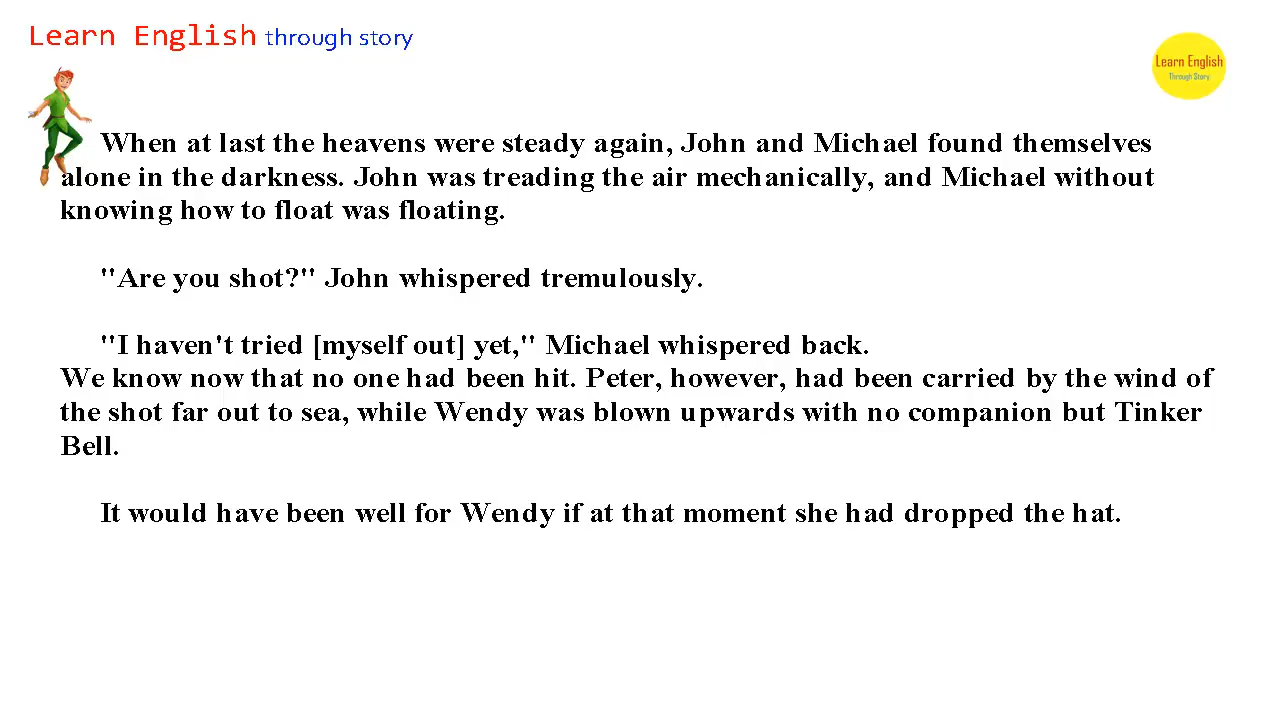 Learn English through story
Learn English
Through Story
When at last the heavens were steady again, John and Michael found themselves
alone in the darkness. John was treading the air mechanically, and Michael without
knowing how to float was floating.
"Are you shot?" John whispered tremulously.
"I haven't tried [myself out] yet," Michael whispered back.
We know now that no one had been hit. Peter, however, had been carried by the wind of
the shot far out to sea, while Wendy was blown upwards with no companion but Tinker
Bell.
It would have been well for Wendy if at that moment she had dropped the hat.